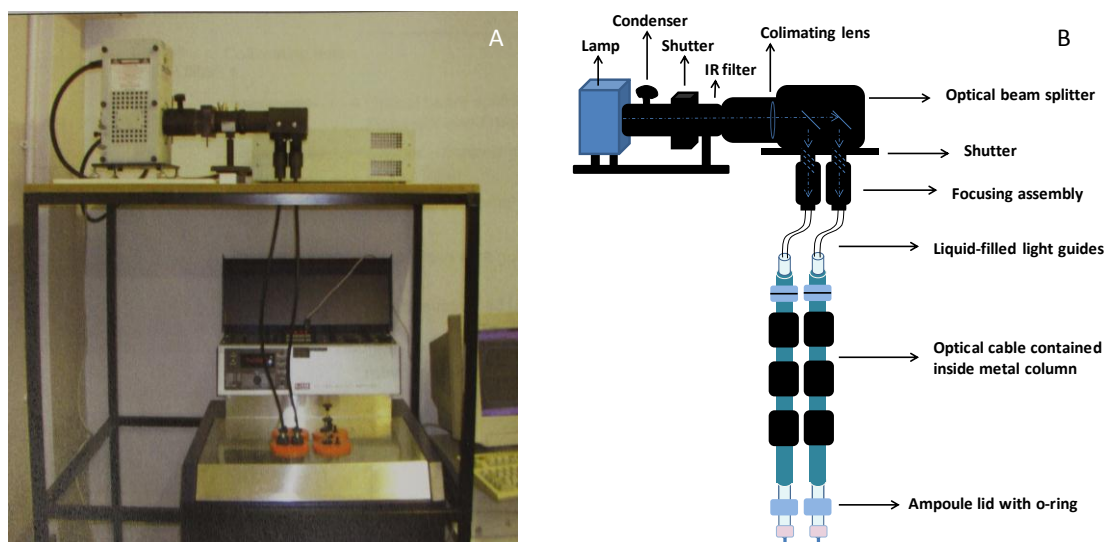 A
B
Condenser
Lamp
Shutter
Colimating lens
IR filter
Optical beam splitter
Shutter
Focusing assembly
Liquid-filled light guides
Optical cable contained
inside metal column
Ampoule lid with o-ring